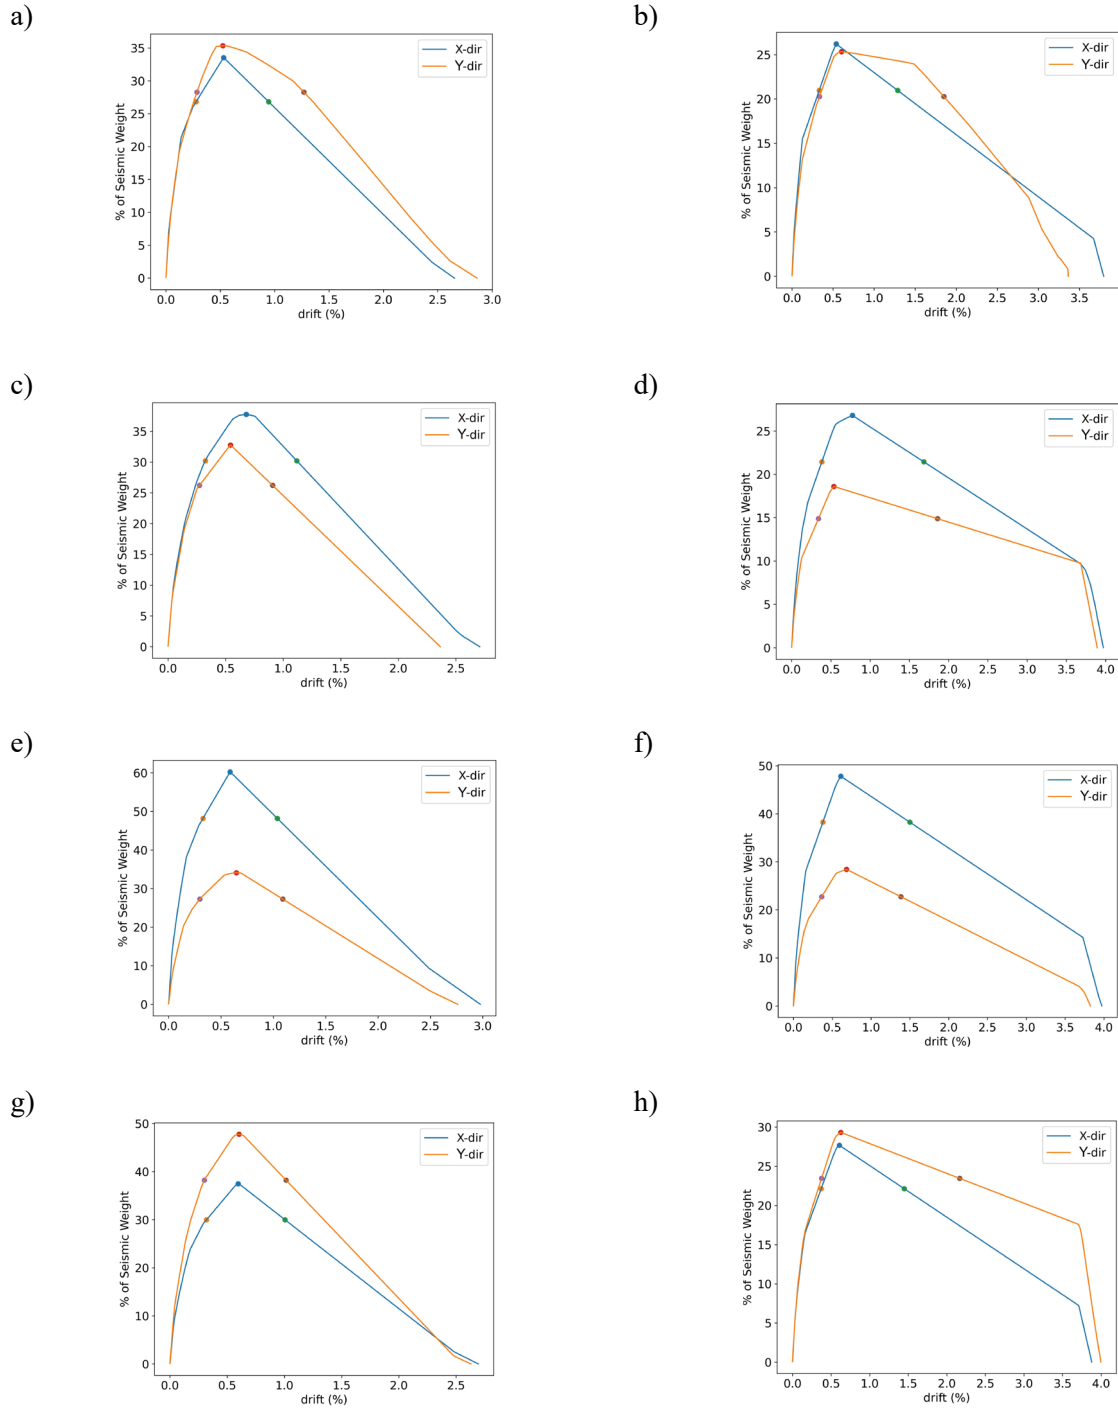 a)
% of Seismic Weight
35
30
25
20
15
10
5
0
X-dir
Y-dir
0.0 0.5 1.0 1.5 2.0 2.5 3.0
drift (%)
b)
% of Seismic Weight
25
20
15
10
5
0
X-dir
Y-dir
0.0 0.5 1.0 1.5 2.0 2.5 3.0 3.5
drift (%)
c)
% of Seismic Weight
35
30
25
20
15
10
5
0
X-dir
Y-dir
0.0 0.5 1.0 1.5 2.0 2.5
drift (%)
d)
% of Seismic Weight
25
20
15
10
5
0
X-dir
Y-dir
0.0 0.5 1.0 1.5 2.0 2.5 3.0 3.5 4.0
drift (%)
e)
% of Seismic Weight
60
50
40
30
20
10
0
X-dir
Y-dir
0.0 0.5 1.0 1.5 2.0 2.5 3.0
drift (%)
f)
% of Seismic Weight
50
40
30
20
10
0
X-dir
Y-dir
0.0 0.5 1.0 1.5 2.0 2.5 3.0 3.5 4.0
drift (%)
g)
% of Seismic Weight
50
40
30
20
10
0
X-dir
Y-dir
0.0 0.5 1.0 1.5 2.0 2.5
drift (%)
h)
% of Seismic Weight
30
25
20
15
10
5
0
X-dir
Y-dir
0.0 0.5 1.0 1.5 2.0 2.5 3.0 3.5 4.0
drift (%)